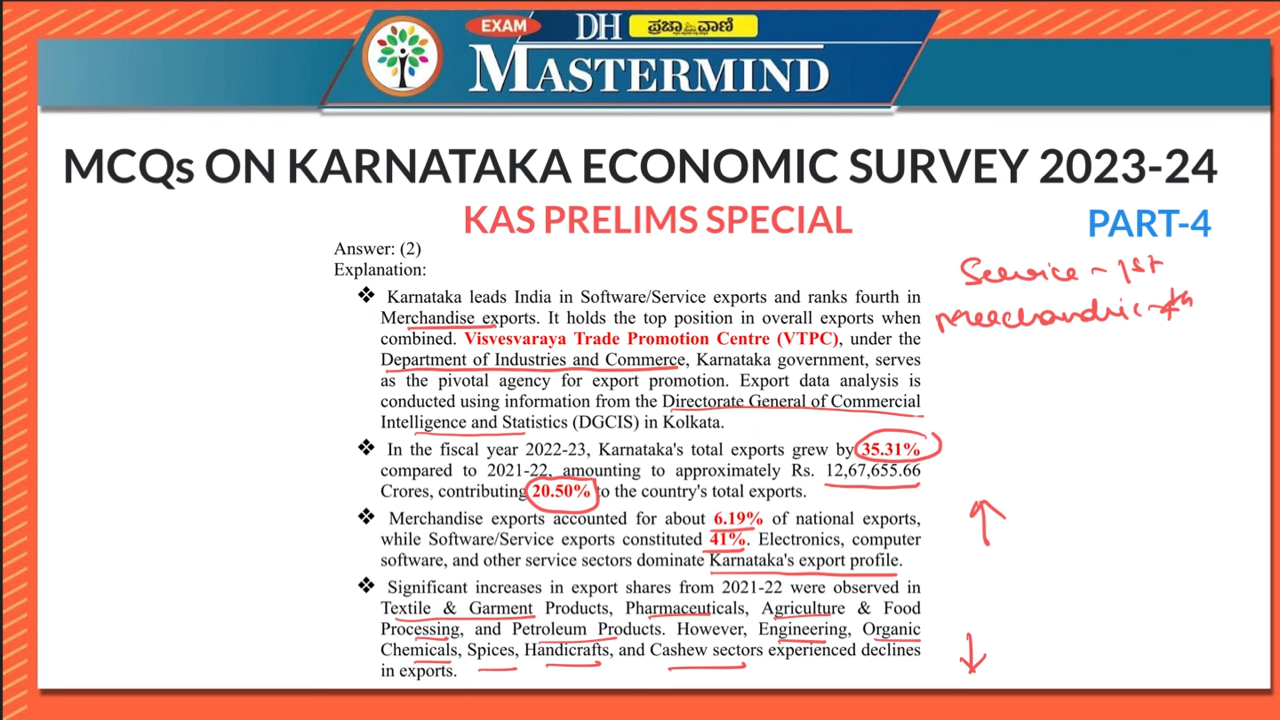 EXAM
DH ಪ್ರಜಾವಾಣಿ
MASTERMIND
MCQs ON KARNATAKA ECONOMIC SURVEY 2023-24
KAS PRELIMS SPECIAL
PART-4
Answer: (2)
Explanation:
❖ Karnataka leads India in Software/Service exports and ranks fourth in
Merchandise exports. It holds the top position in overall exports when
combined. Visvesvaraya Trade Promotion Centre (VTPC), under the
Department of Industries and Commerce, Karnataka government, serves
as the pivotal agency for export promotion. Export data analysis is
conducted using information from the Directorate General of Commercial
Intelligence and Statistics (DGCIS) in Kolkata.
❖ In the fiscal year 2022-23, Karnataka's total exports grew by 35.31%
compared to 2021-22, amounting to approximately Rs. 12,67,655.66
Crores, contributing 20.50% to the country's total exports.
❖ Merchandise exports accounted for about 6.19% of national exports,
while Software/Service exports constituted 41%. Electronics, computer
software, and other service sectors dominate Karnataka's export profile.
❖ Significant increases in export shares from 2021-22 were observed in
Textile & Garment Products, Pharmaceuticals, Agriculture & Food
Processing, and Petroleum Products. However, Engineering, Organic
Chemicals, Spices, Handicrafts, and Cashew sectors experienced declines
in exports.
Service - 1st